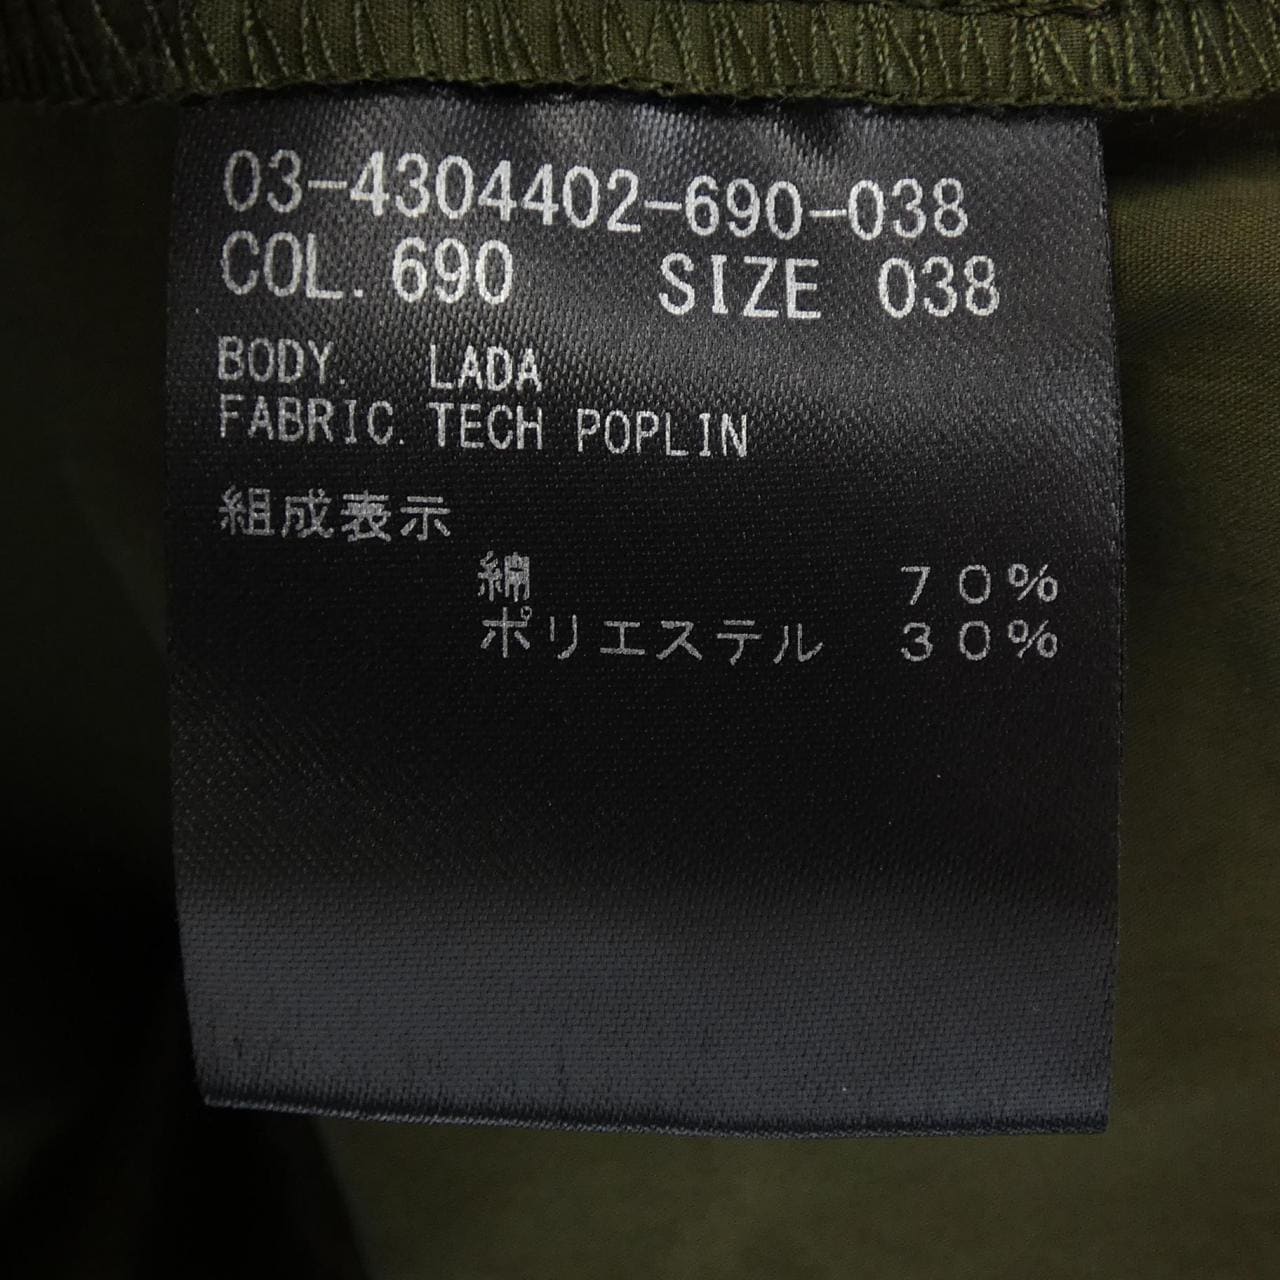 03-4304402-690-038
COL. 690 SIZE 038
BODY. LADA
FABRIC. TECH POPLIN
組成表示
綿 70%
ポリエステル 30%